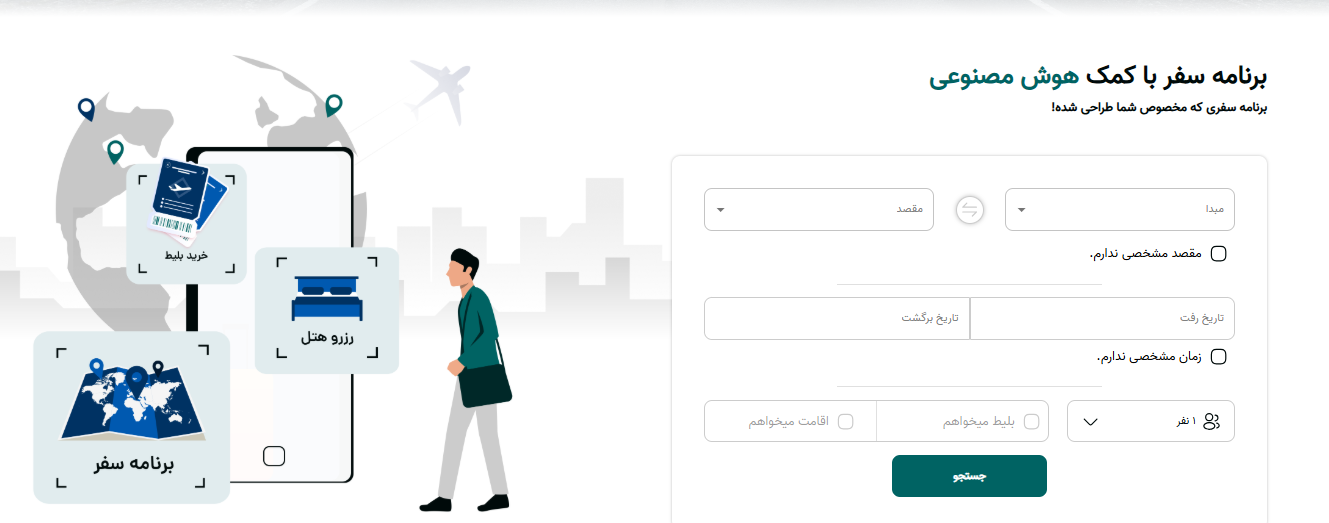 برنامه سفر با کمک هوش مصنوعی
برنامه سفری که مخصوص شما طراحی شده!
مبدا
مقصد
مقصد مشخصی ندارم.
تاریخ رفت
تاریخ برگشت
زمان مشخصی ندارم.
۱ نفر
بلیط میخواهم
اقامت میخواهم
جستجو
خرید بلیط
رزرو هتل
برنامه سفر